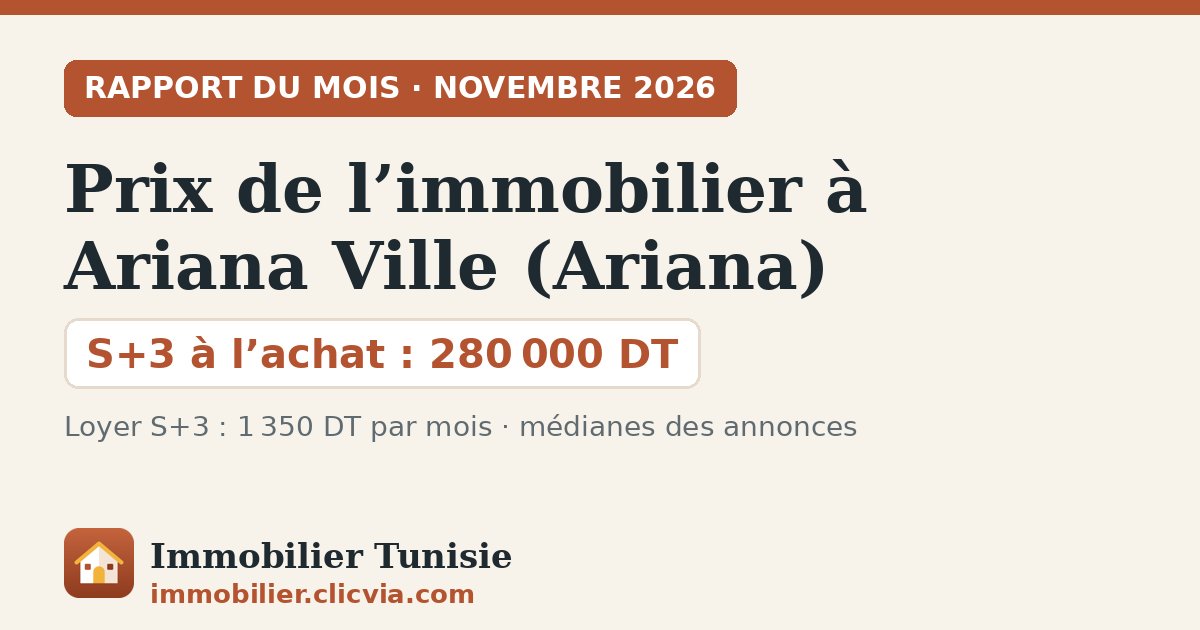 RAPPORT DU MOIS · NOVEMBRE 2026
Prix de l’immobilier à
Ariana Ville (Ariana)
S+3 à l’achat : 280 000 DT
Loyer S+3 : 1 350 DT par mois · médianes des annonces
Immobilier Tunisie
immobilier.clicvia.com